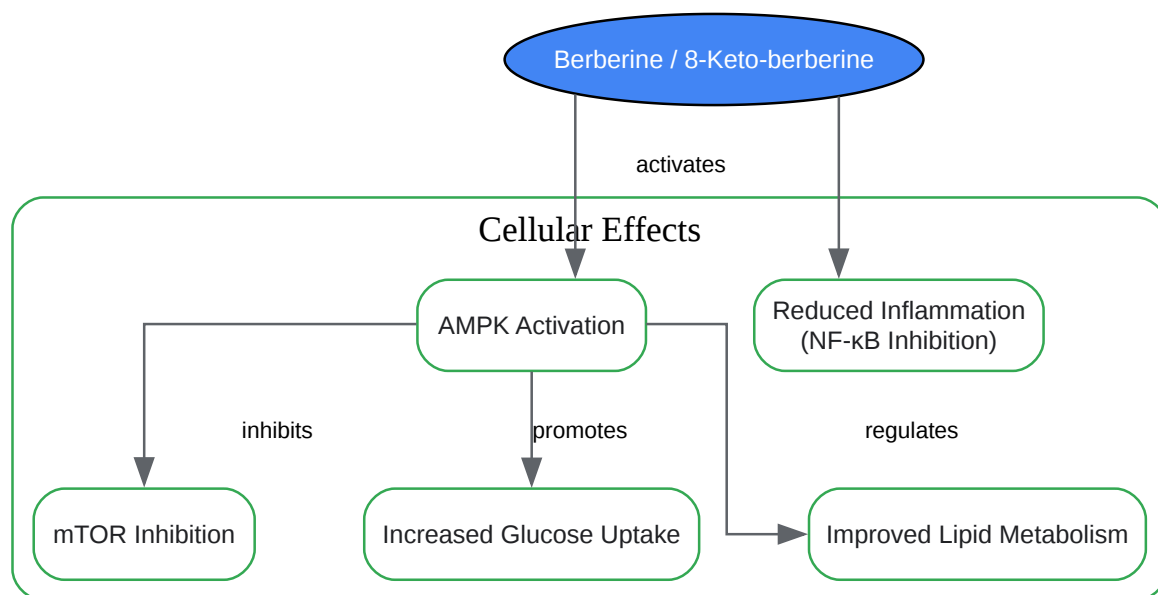 Berberine / 8-Keto-berberine
activates
Cellular Effects
AMPK Activation
Reduced Inflammation
(NF-κB Inhibition)
inhibits
promotes
regulates
mTOR Inhibition
Increased Glucose Uptake
Improved Lipid Metabolism